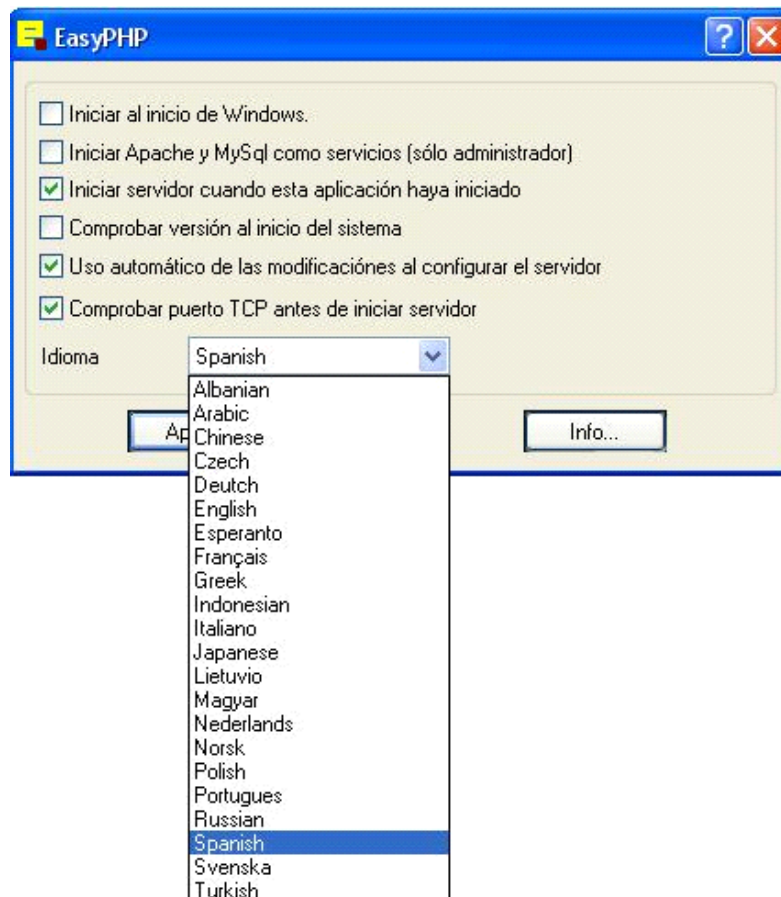 EasyPHP
Iniciar al inicio de Windows.
Iniciar Apache y MySql como servicios (sólo administrador)
Iniciar servidor cuando esta aplicación haya iniciado
Comprobar versión al inicio del sistema
Uso automático de las modificaciónes al configurar el servidor
Comprobar puerto TCP antes de iniciar servidor
Idioma Spanish
Albanian
Arabic
Info...
Chinese
Czech
Deutch
English
Esperanto
Français
Greek
Indonesian
Italiano
Japanese
Lietuvio
Magyar
Nederlands
Norsk
Polish
Portugues
Russian
Spanish
Svenska
Turkish